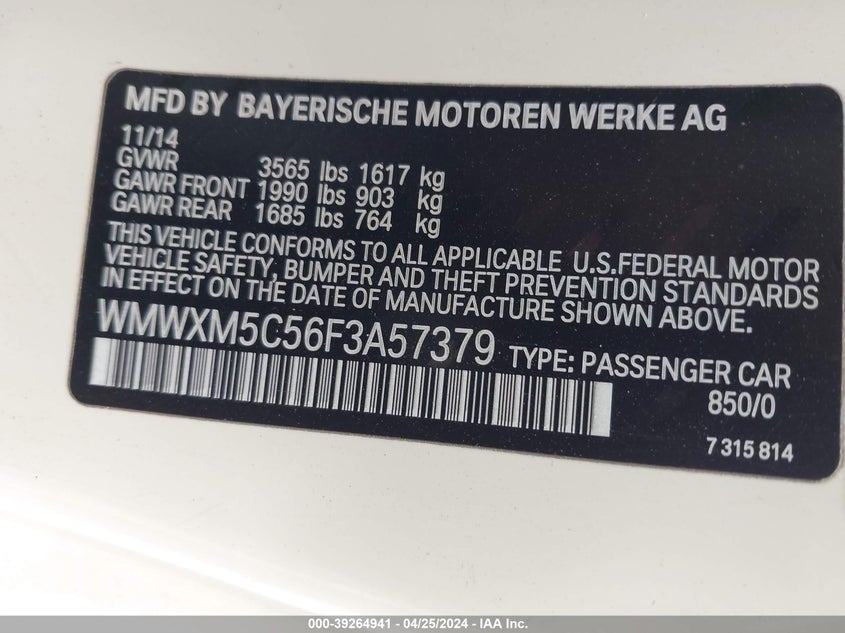 MFD BY BAYERISCHE MOTOREN WERKE AG
11/14
GVWR 3565 lbs 1617 kg
GAWR FRONT 1990 lbs 903 kg
GAWR REAR 1685 lbs 764 kg
THIS VEHICLE CONFORMS TO ALL APPLICABLE U.S.FEDERAL MOTOR
VEHICLE SAFETY, BUMPER AND THEFT PREVENTION STANDARDS
IN EFFECT ON THE DATE OF MANUFACTURE SHOWN ABOVE.
WMWXM5C56F3A57379 TYPE: PASSENGER CAR
850/0
7 315 814
000-39264941 - 04/25/2024 - IAAI.com